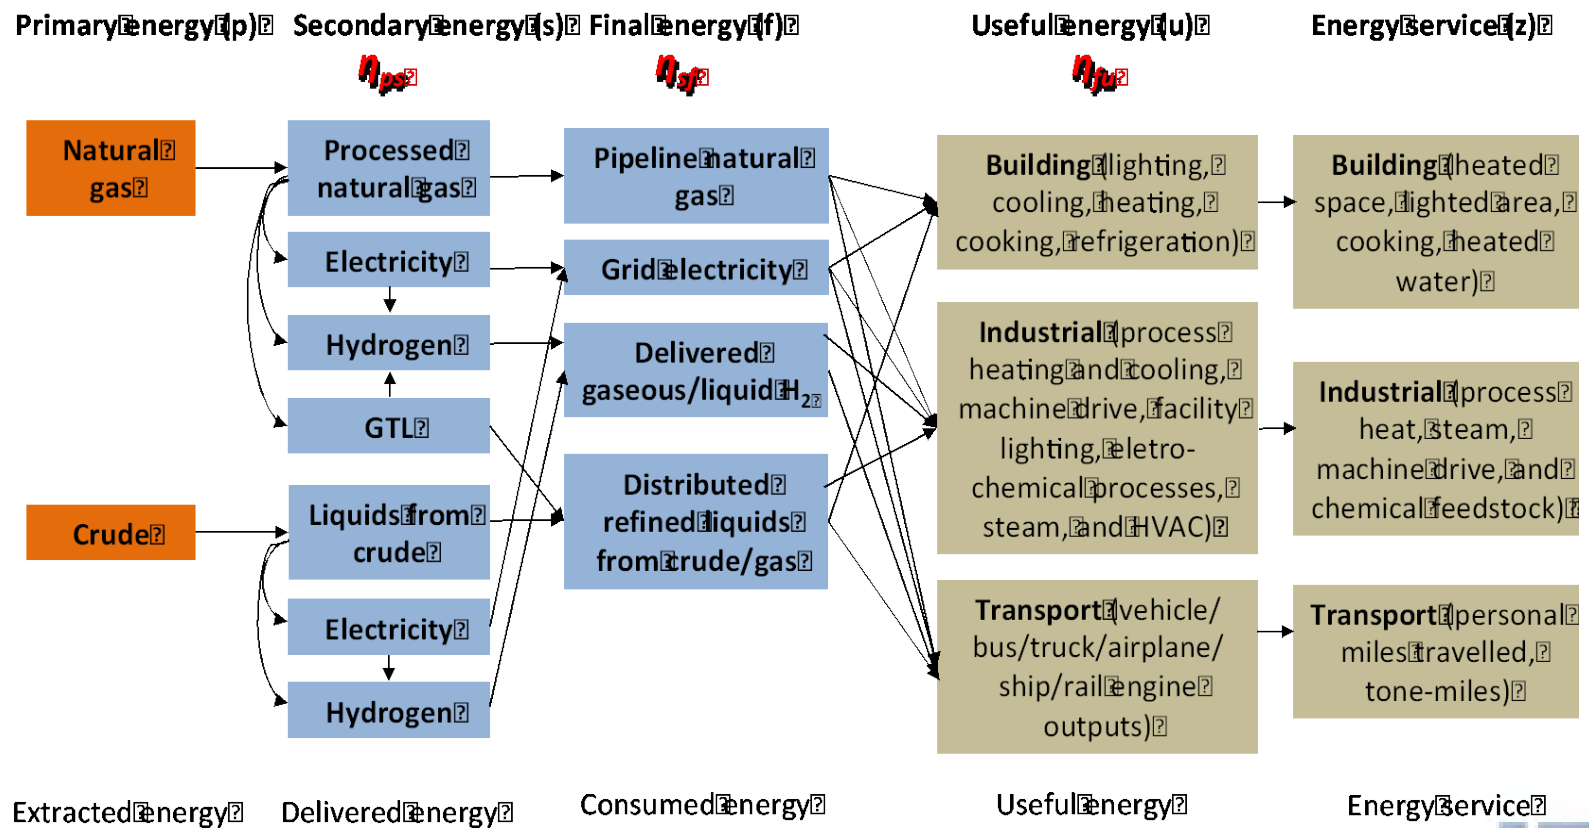 Primary energy (p) Secondary energy (s) Final energy (f) Useful energy (u) Energy service (z)
ηps ηsf ηfu
Natural
gas
Processed
natural gas
Electricity
Hydrogen
GTL
Crude
Liquids from
crude
Electricity
Hydrogen
Pipeline natural
gas
Grid electricity
Delivered
gaseous/liquid H2
Distributed
refined liquids
from crude/gas
Building (lighting,
cooling, heating,
cooking, refrigeration)
Industrial (process
heating and cooling,
machine drive, facility
lighting, eletro-
chemical processes,
steam, and HVAC)
Transport (vehicle/
bus/truck/airplane/
ship/rail engine
outputs)
Building (heated
space, lighted area,
cooking, heated
water)
Industrial (process
heat, steam,
machine drive, and
chemical feedstock)
Transport (personal
miles travelled,
tone-miles)
Extracted energy Delivered energy Consumed energy Useful energy Energy service